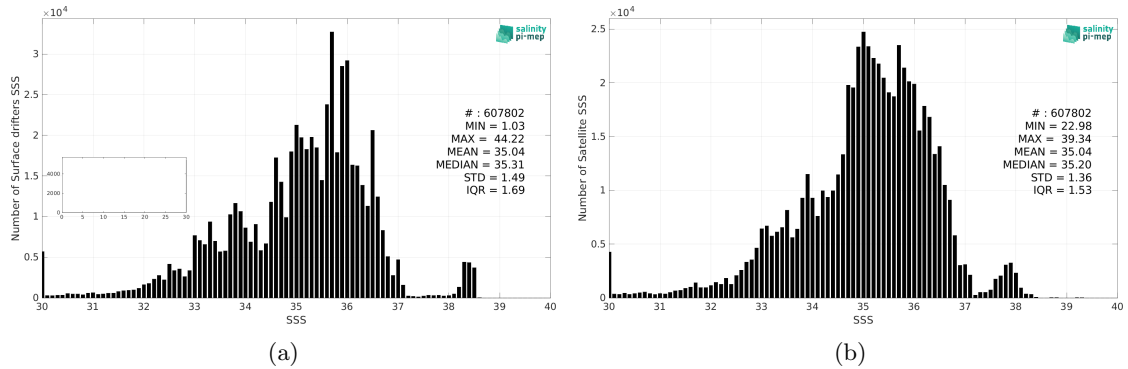 ×10⁴
3
2.5
2
1.5
1
0.5
0
Number of Surface drifters SSS
salinity
pi-mep
# : 607802
MIN = 1.03
MAX = 44.22
MEAN = 35.04
MEDIAN = 35.31
STD = 1.49
IQR = 1.69
4000
2000
0
0 5 10 15 20 25 30
30 31 32 33 34 35 36 37 38 39 40
SSS
(a)
×10⁴
2.5
2
1.5
1
0.5
0
Number of Satellite SSS
salinity
pi-mep
# : 607802
MIN = 22.98
MAX = 39.34
MEAN = 35.04
MEDIAN = 35.20
STD = 1.36
IQR = 1.53
30 31 32 33 34 35 36 37 38 39 40
SSS
(b)